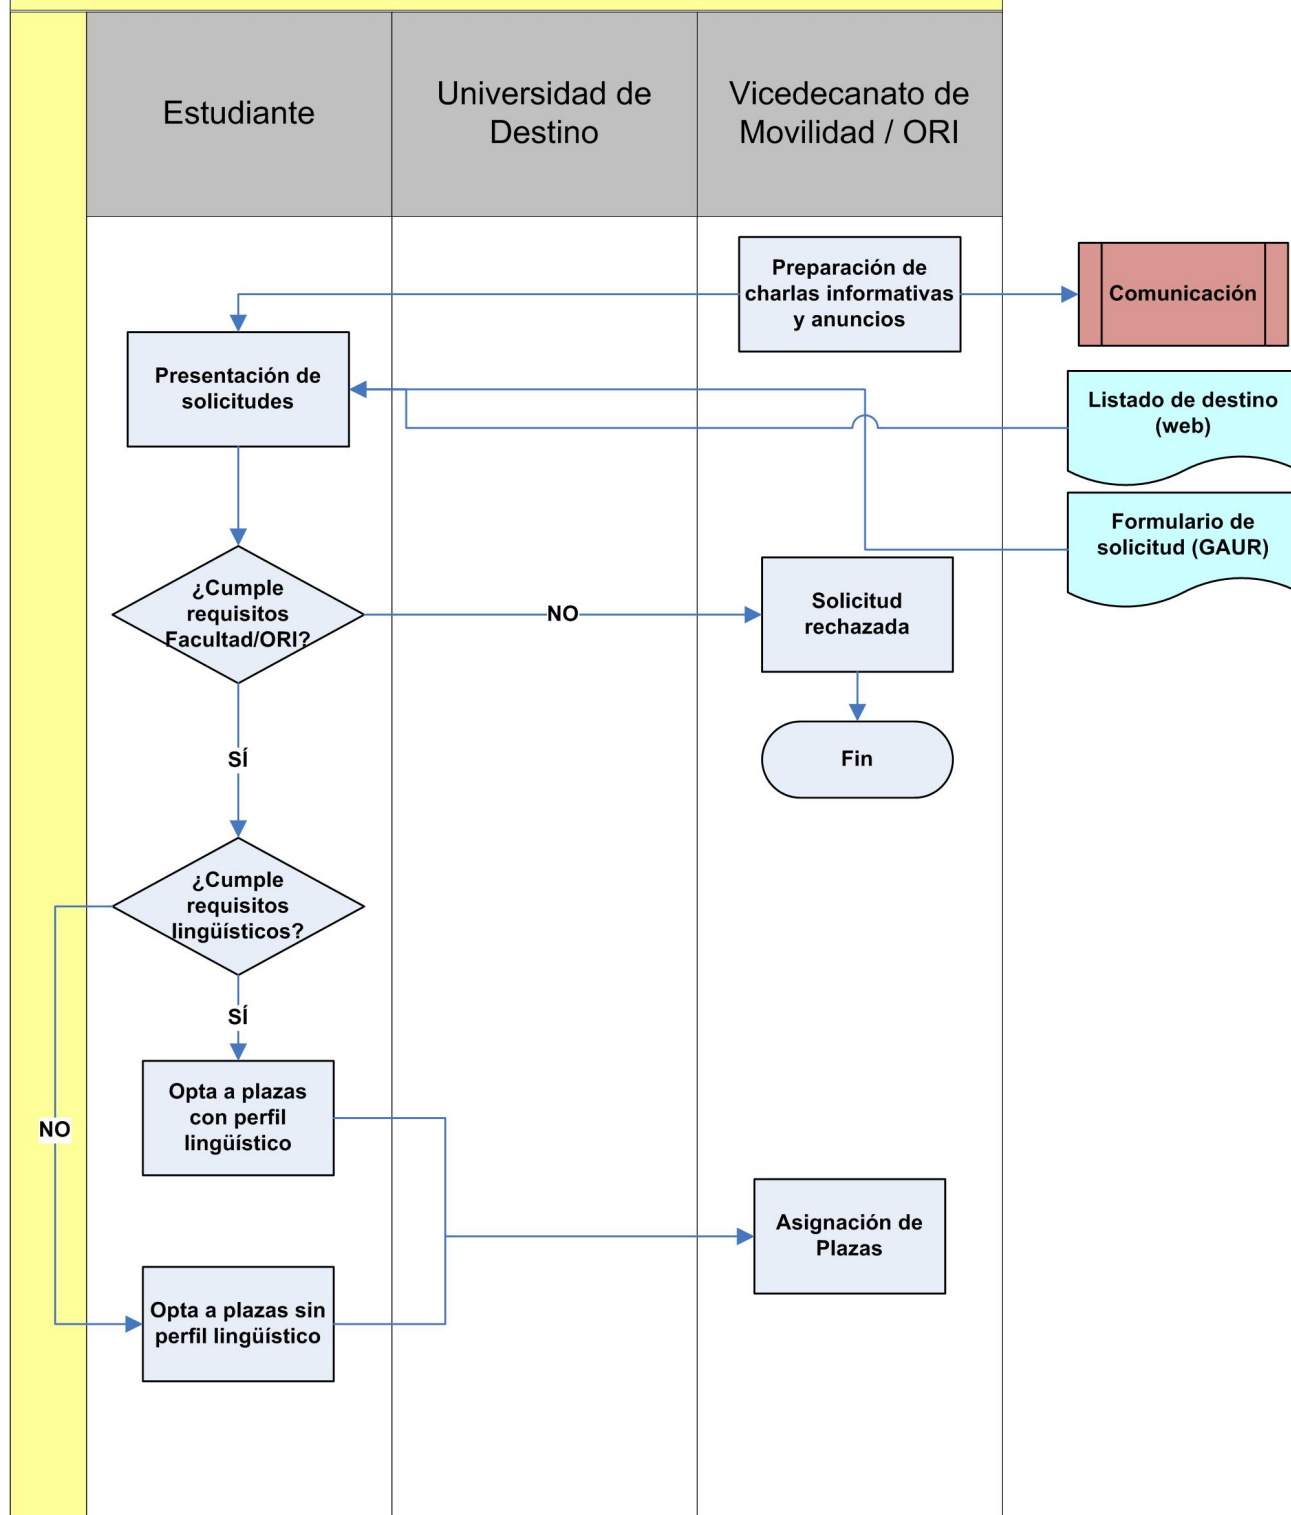 Estudiante
Universidad de
Destino
Vicedecanato de
Movilidad / ORI
Preparación de
charlas informativas
y anuncios
Comunicación
Presentación de
solicitudes
Listado de destino
(web)
Formulario de
solicitud (GAUR)
¿Cumple
requisitos
Facultad/ORI?
NO
Solicitud
rechazada
SÍ
Fin
¿Cumple
requisitos
lingüísticos?
SÍ
Opta a plazas
con perfil
lingüístico
NO
Asignación de
Plazas
Opta a plazas sin
perfil lingüístico